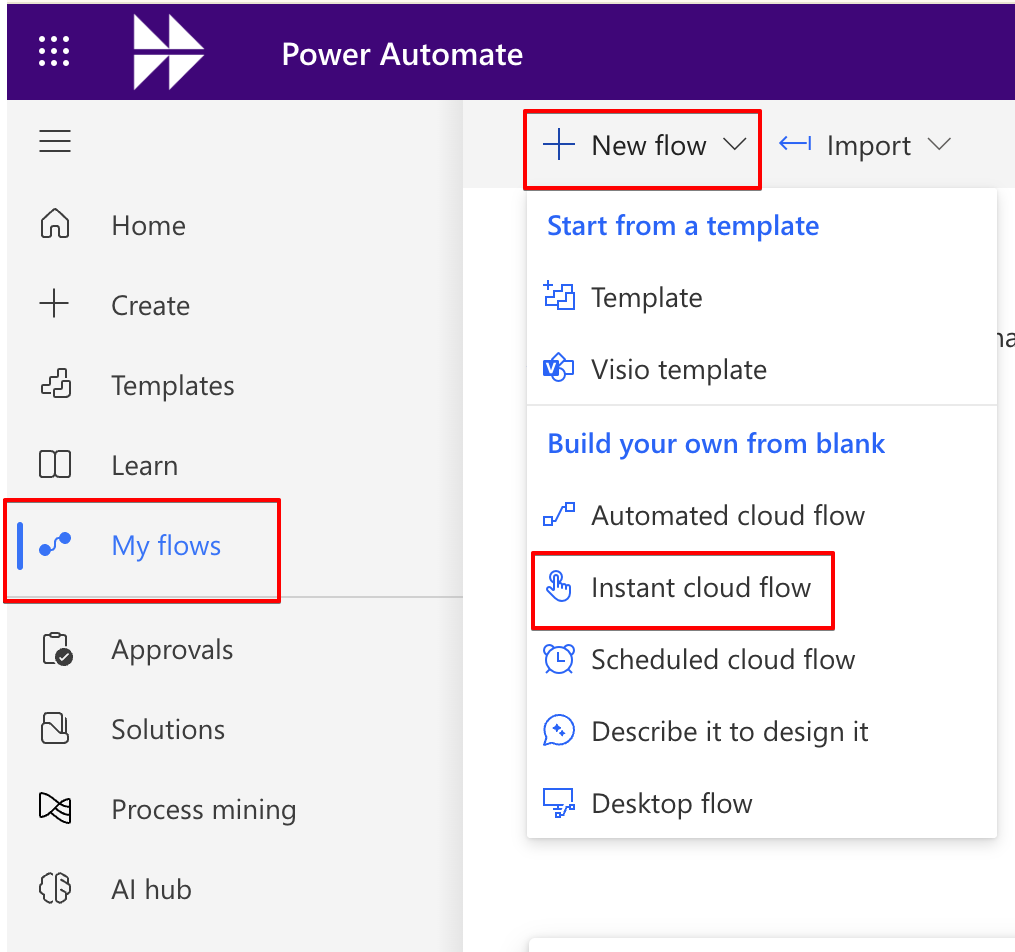 Power Automate
New flow
Import
Home
Create
Templates
Learn
My flows
Approvals
Solutions
Process mining
AI hub
Start from a template
Template
Visio template
Build your own from blank
Automated cloud flow
Instant cloud flow
Scheduled cloud flow
Describe it to design it
Desktop flow